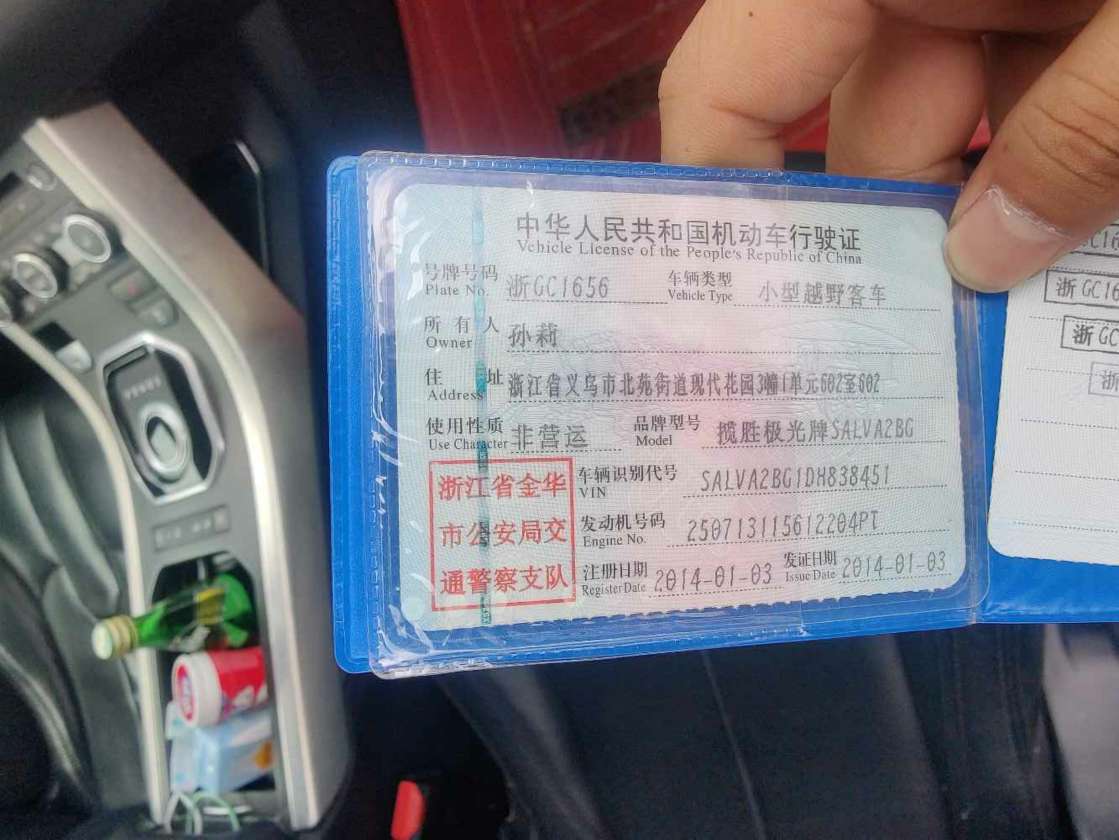 中华人民共和国机动车行驶证
Vehicle License of the People's Republic of China
号牌号码 浙GC1656 车辆类型 小型越野客车
Plate No. Vehicle Type
所有人 孙莉
Owner
住址 浙江省义乌市北苑街道现代花园3幢1单元602室602
Address
使用性质 非营运 品牌型号 揽胜极光牌SALVA2BG
Use Character Model
浙江省金华
市公安局交
通警察支队
车辆识别代号 SALVA2BG1DH838451
VIN
发动机号码 250713115612204PT
Engine No.
注册日期 2014-01-03 发证日期 2014-01-03
Register Date Issue Date
浙GC16
浙GC
浙